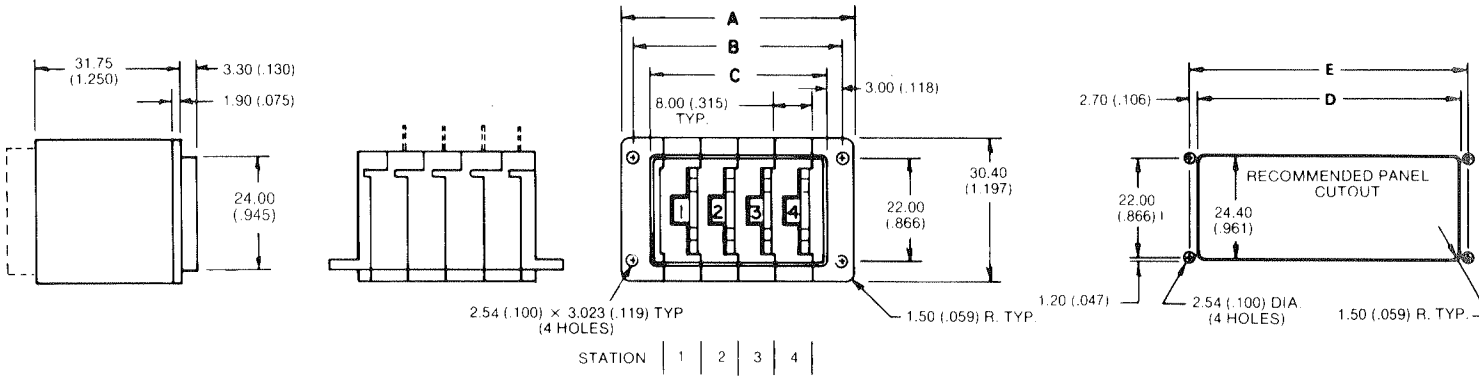 31.75
(1.250)
3.30 (.130)
1.90 (.075)
24.00
(.945)
A
B
C
8.00 (.315)
TYP.
3.00 (.118)
1 2 3 4
30.40
(1.197)
22.00
(.866)
2.54 (.100) × 3.023 (.119) TYP
(4 HOLES)
1.50 (.059) R. TYP.
STATION 1 2 3 4
E
D
2.70 (.106)
RECOMMENDED PANEL
CUTOUT
22.00
(.866)
24.40
(.961)
1.20 (.047)
2.54 (.100) DIA.
(4 HOLES)
1.50 (.059) R. TYP.